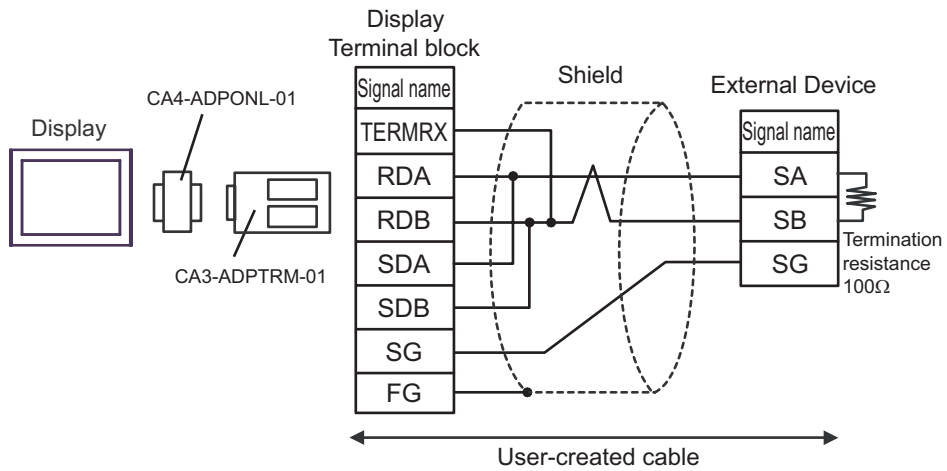 Display
Terminal block
Shield
External Device
Signal name
CA4-ADPONL-01
Display
TERMRX
Signal name
RDA
SA
RDB
SB
CA3-ADPTRM-01
SDA
SG
Termination
resistance
100Ω
SDB
SG
FG
User-created cable